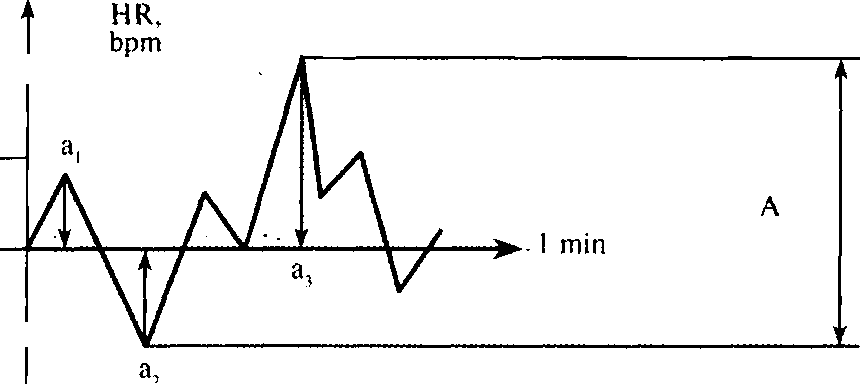 HR,
bpm
a₁
A
1 min
a₃
a₂